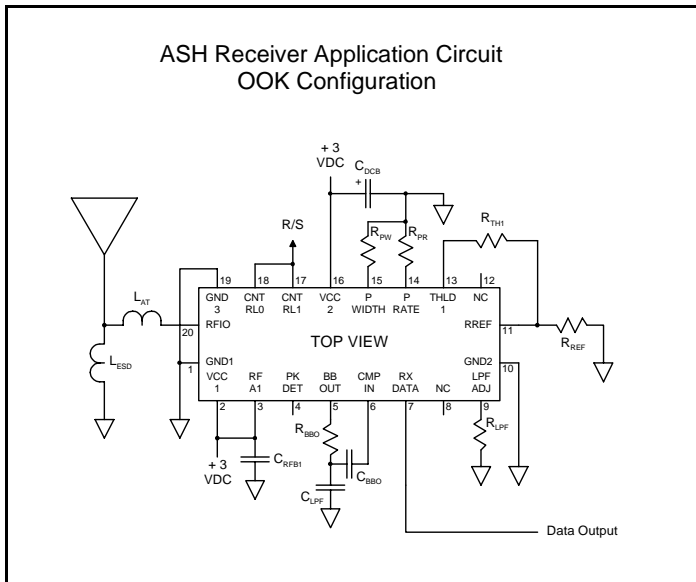 ASH Receiver Application Circuit
OOK Configuration
+ 3
VDC
C DCB
+
R/S
R PW
R PR
R TH1
19
18
17
16
15
14
13
12
GND
3
CNT
RL0
CNT
RL1
VCC
2
P
WIDTH
P
RATE
THLD
1
NC
L AT
20
RFIO
TOP VIEW
RREF
11
R REF
L ESD
1
GND1
GND2
10
VCC
1
RF
A1
PK
DET
BB
OUT
CMP
IN
RX
DATA
NC
LPF
ADJ
2
3
4
5
6
7
8
9
R BBO
R LPF
+ 3
VDC
C RFB1
C BBO
C LPF
Data Output